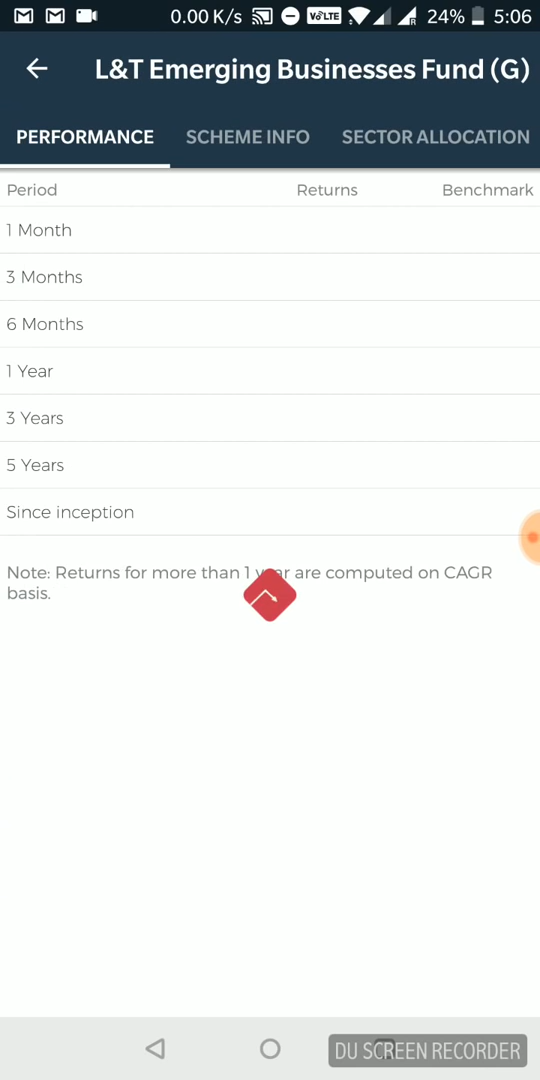 0.00 K/s VoLTE R 24% 5:06
L&T Emerging Businesses Fund (G)
PERFORMANCE SCHEME INFO SECTOR ALLOCATION
Period Returns Benchmark
1 Month
3 Months
6 Months
1 Year
3 Years
5 Years
Since inception
Note: Returns for more than 1 year are computed on CAGR
basis.
DU SCREEN RECORDER